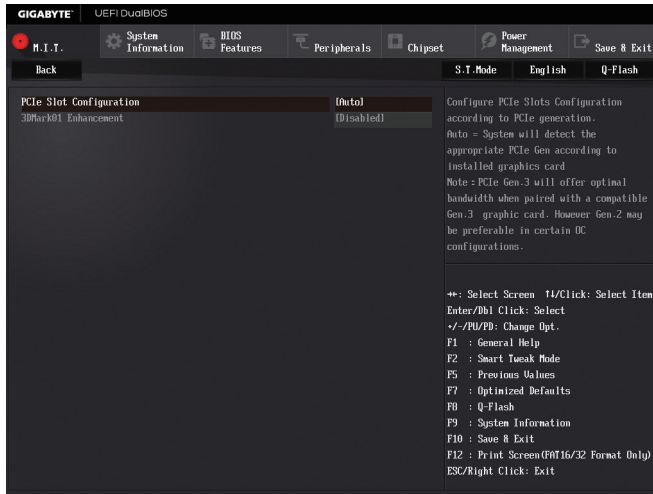 GIGABYTE™ UEFI DualBIOS
M.I.T. System Information BIOS Features Peripherals Chipset Power Management Save & Exit
Back S.T.Mode English Q-Flash
PCIe Slot Configuration [Auto]
3DMark01 Enhancement [Disabled]
Configure PCIe Slots Configuration
according to PCIe generation.
Auto = System will detect the
appropriate PCIe Gen according to
installed graphics card
Note : PCIe Gen.3 will offer optimal
bandwidth when paired with a compatible
Gen.3 graphic card. However Gen.2 may
be preferable in certain OC
configurations.
→←: Select Screen ↑↓/Click: Select Item
Enter/Dbl Click: Select
+/-/PU/PD: Change Opt.
F1 : General Help
F2 : Smart Tweak Mode
F5 : Previous Values
F7 : Optimized Defaults
F8 : Q-Flash
F9 : System Information
F10 : Save & Exit
F12 : Print Screen(FAT16/32 Format Only)
ESC/Right Click: Exit